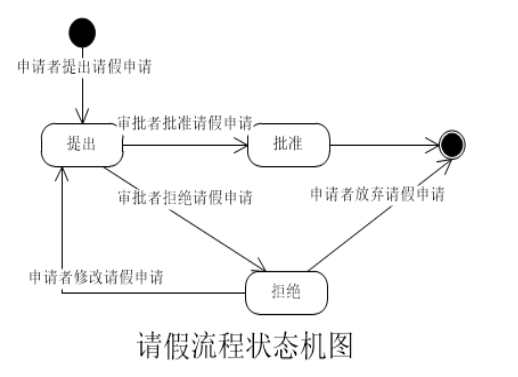 申请者提出请假申请
审批者批准请假申请
提出
批准
审批者拒绝请假申请
申请者放弃请假申请
申请者修改请假申请
拒绝
请假流程状态机图